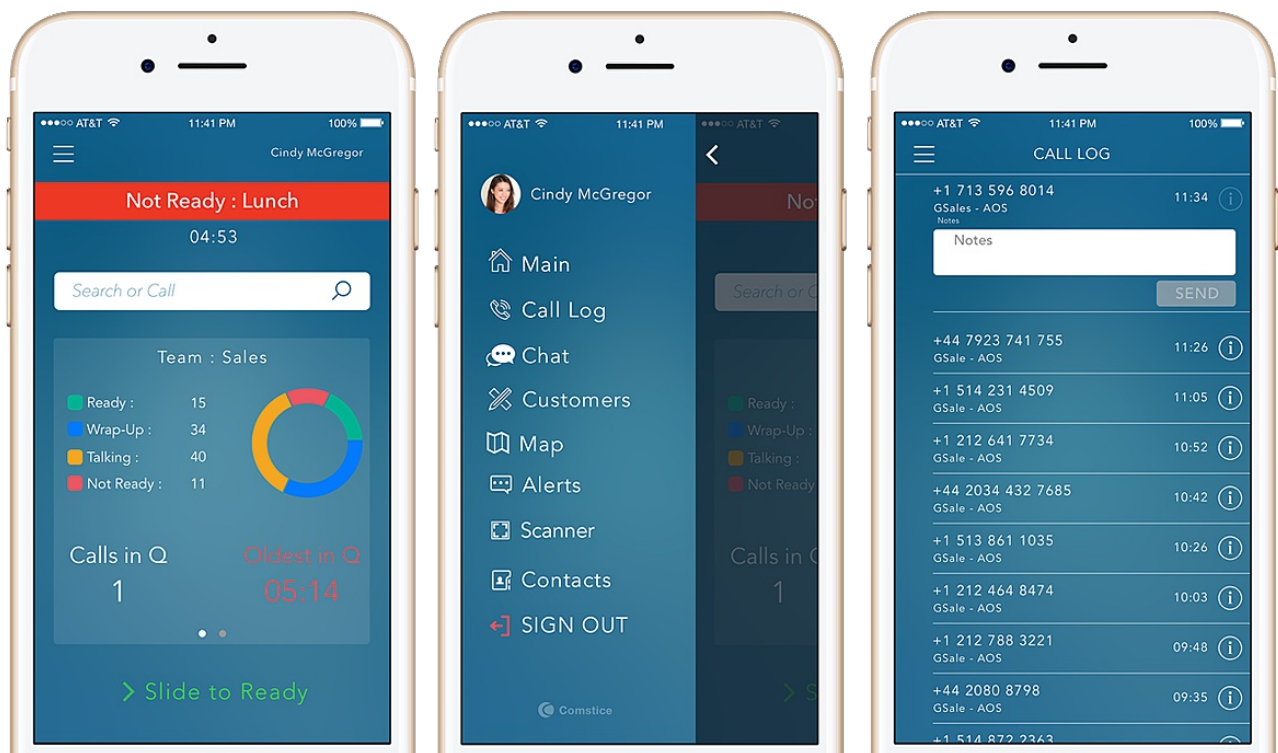 AT&T 11:41 PM 100%
Cindy McGregor
Not Ready : Lunch
04:53
Search or Call
Team : Sales
Ready : 15
Wrap-Up : 34
Talking : 40
Not Ready : 11
Calls in Q Oldest in Q
1 05:14
> Slide to Ready
AT&T 11:41 PM
Cindy McGregor
Main
Call Log
Chat
Customers
Map
Alerts
Scanner
Contacts
SIGN OUT
Comstice
AT&T
No
Search or C
Ready :
Wrap-Up :
Talking :
Not Ready
Calls in Q
1
> S
AT&T 11:41 PM 100%
CALL LOG
+1 713 596 8014
GSales - AOS
11:34 i
Notes
Notes
SEND
+44 7923 741 755
GSale - AOS
11:26 i
+1 514 231 4509
GSale - AOS
11:05 i
+1 212 641 7734
GSale - AOS
10:52 i
+44 2034 432 7685
GSale - AOS
10:42 i
+1 513 861 1035
GSale - AOS
10:26 i
+1 212 464 8474
GSale - AOS
10:03 i
+1 212 788 3221
GSale - AOS
09:48 i
+44 2080 8798
GSale - AOS
09:35 i
+1 514 872 2363